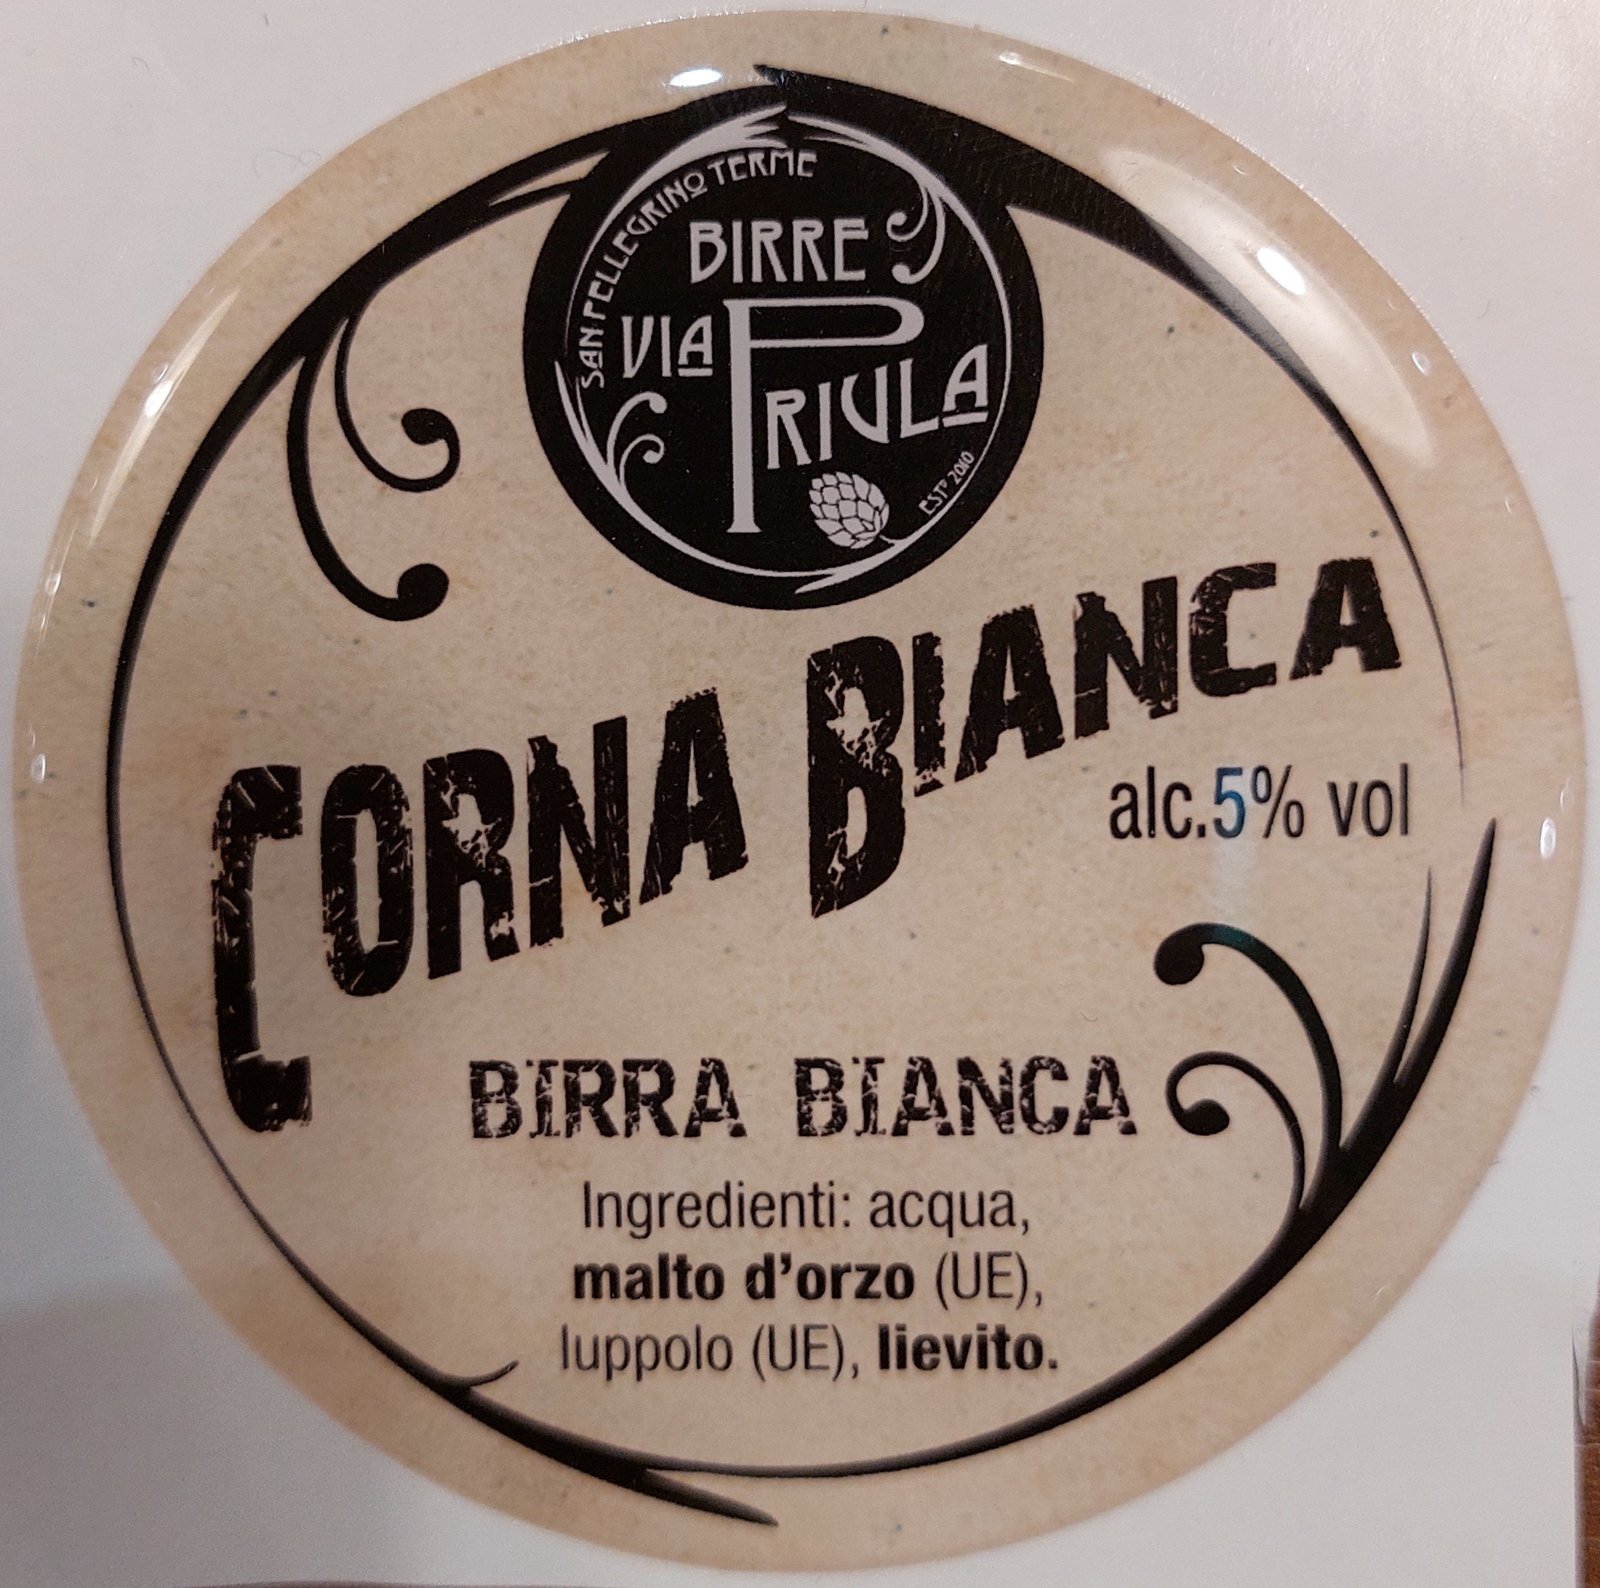 SAN PELLEGRINO TERME
BIRRE
VIA
PRIULA
EST° 2010
CORNA BIANCA
alc.5% vol
BIRRA BIANCA
Ingredienti: acqua,
malto d'orzo (UE),
luppolo (UE), lievito.